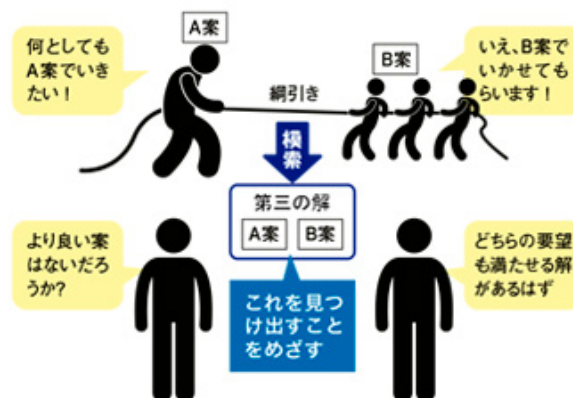 A案
何としても
A案でいき
たい！
B案
いえ、B案で
いかせても
らいます！
綱引き
模索
第三の解
A案 B案
より良い案
はないだろ
うか?
どちらの要望
も満たせる解
があるはず
これを見つ
け出すこと
をめざす